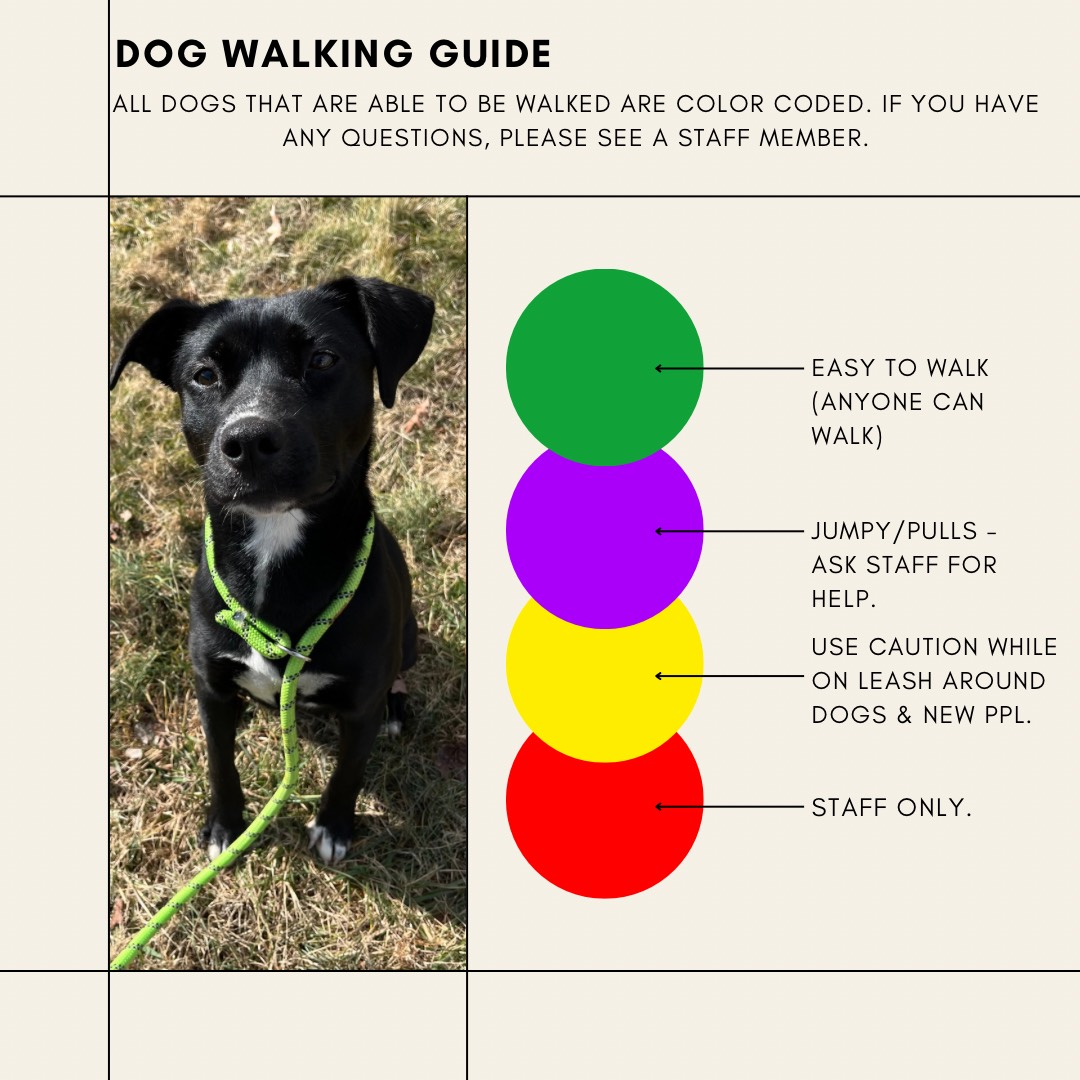 DOG WALKING GUIDE
ALL DOGS THAT ARE ABLE TO BE WALKED ARE COLOR CODED. IF YOU HAVE
ANY QUESTIONS, PLEASE SEE A STAFF MEMBER.
EASY TO WALK
(ANYONE CAN
WALK)
JUMPY/PULLS -
ASK STAFF FOR
HELP.
USE CAUTION WHILE
ON LEASH AROUND
DOGS & NEW PPL.
STAFF ONLY.